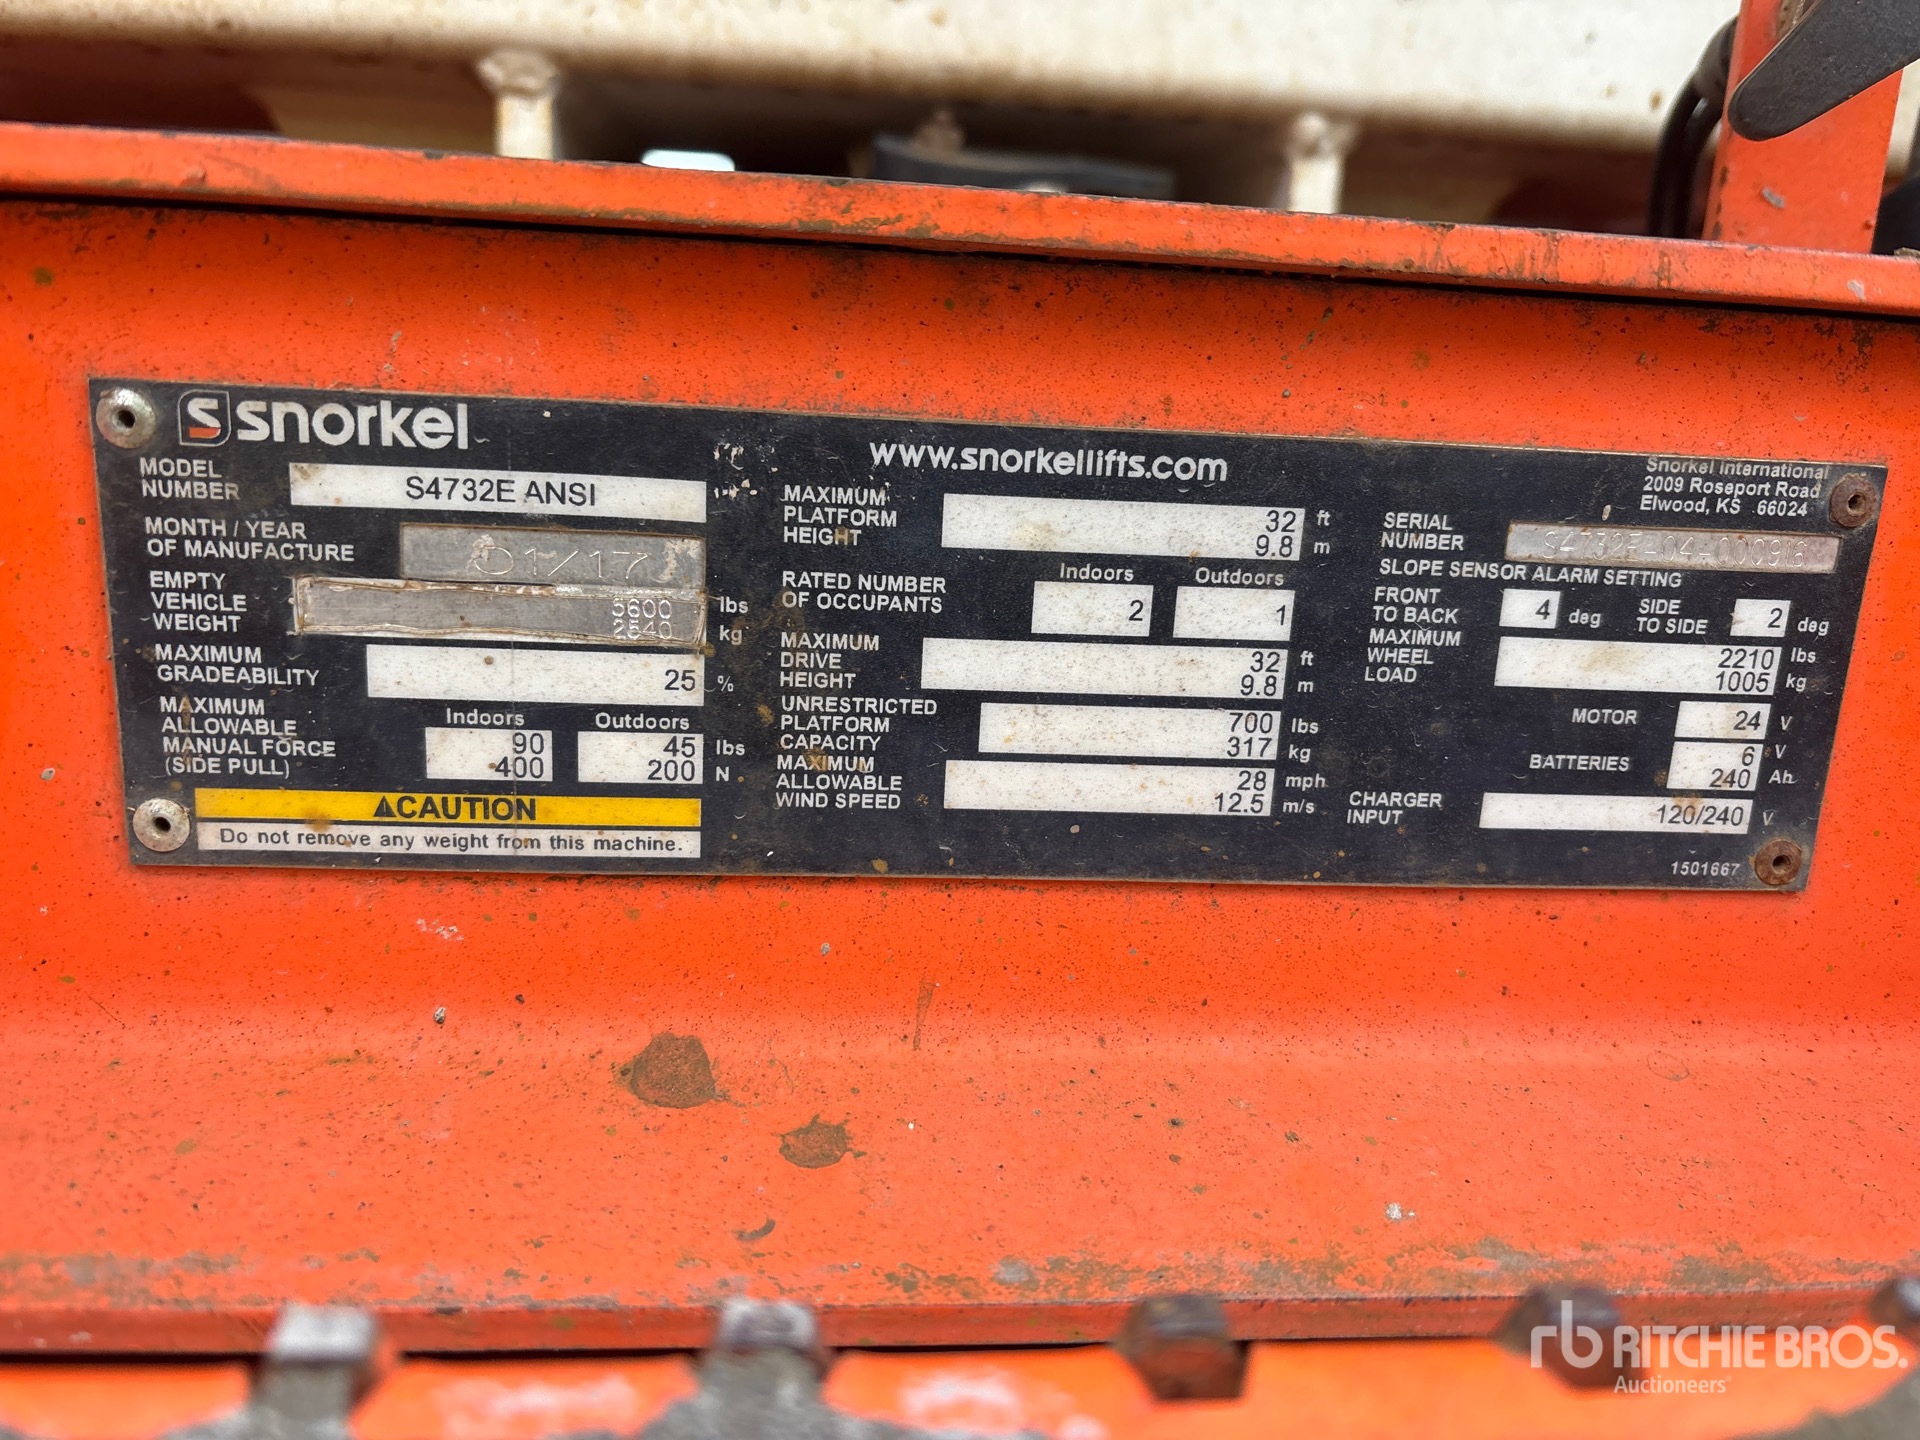 Snorkel
MODEL NUMBER S4732E ANSI
MONTH / YEAR OF MANUFACTURE 01/17
EMPTY VEHICLE WEIGHT 5600 lbs
2540 kg
MAXIMUM GRADEABILITY 25 %
MAXIMUM ALLOWABLE MANUAL FORCE (SIDE PULL)
Indoors Outdoors
90 45 lbs
400 200 N
CAUTION
Do not remove any weight from this machine.
www.snorkellifts.com
MAXIMUM PLATFORM HEIGHT 32 ft
9.8 m
RATED NUMBER OF OCCUPANTS
Indoors Outdoors
2 1
MAXIMUM DRIVE HEIGHT 32 ft
9.8 m
UNRESTRICTED PLATFORM CAPACITY 700 lbs
317 kg
MAXIMUM ALLOWABLE WIND SPEED 28 mph
12.5 m/s
Snorkel International
2009 Roseport Road
Elwood, KS .66024
SERIAL NUMBER S4732E-04-000916
SLOPE SENSOR ALARM SETTING
FRONT TO BACK 4 deg SIDE TO SIDE 2 deg
MAXIMUM WHEEL LOAD 2210 lbs
1005 kg
MOTOR 24 V
BATTERIES 6 V
240 Ah
CHARGER INPUT 120/240 V
1501667
rb RITCHIE BROS.
Auctioneers